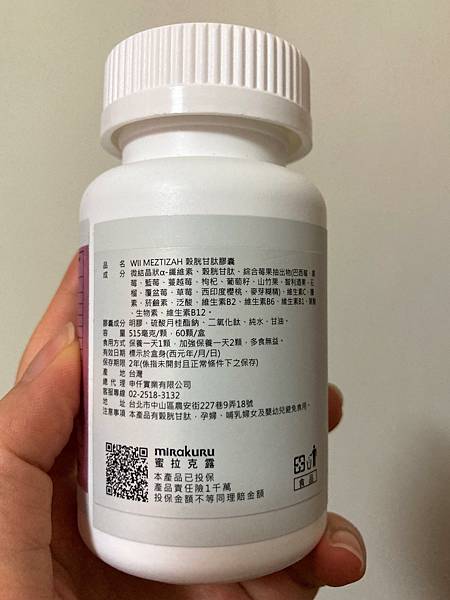 品　　名 WII MEZTIZAH 穀胱甘肽膠囊
成　　分 微結晶狀α-纖維素、穀胱甘肽、綜合莓果抽出物(巴西莓、
莓、藍莓、蔓越莓、枸杞、葡萄籽、山竹果、智利酒果、石
榴、覆盆莓、草莓、西印度櫻桃、麥芽糊精)、維生素C、
量、菸鹼素、泛酸、維生素B2、維生素B6、維生素B1、葉酸
、生物素、維生素B12。
膠囊成分 明膠，硫酸月桂酯鈉、二氧化鈦，純水，甘油。
容　　量 515毫克/顆，60顆/盒
食用方式 保養一天1顆，加強保養一天2顆，多食無益。
有效日期 標示於盒身(西元年/月/日)
保存期限 2年(係指未開封且正常條件下之保存)
產　　地 台灣
總 代 理 申仟實業有限公司
客服專線 02-2518-3132
地　　址 台北市中山區農安街227巷9弄18號
注意事項 本產品有穀胱甘肽，孕婦、哺乳婦女及嬰幼兒避免食用。
mirakuru
蜜拉克露
本產品已投保
產品責任險1千萬
投保金額不等同理賠金額
食品